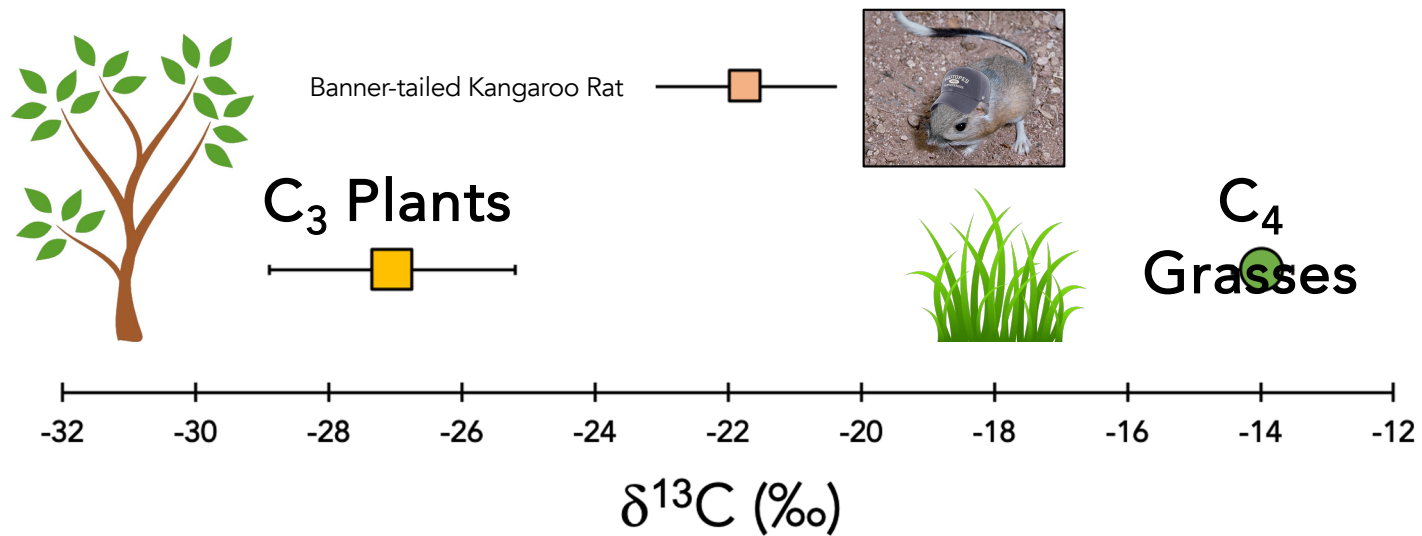 Banner-tailed Kangaroo Rat
C₃ Plants
C₄
Grasses
-32 -30 -28 -26 -24 -22 -20 -18 -16 -14 -12
δ¹³C (‰)